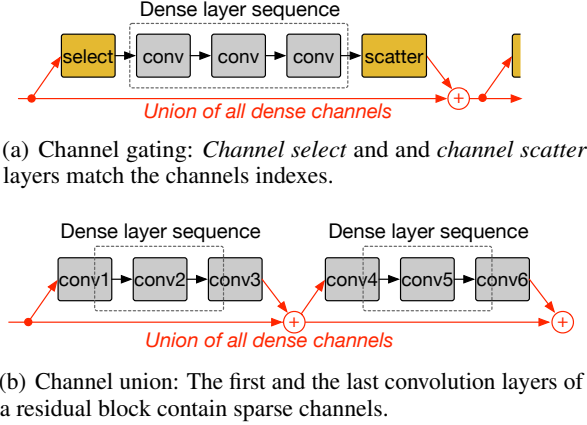 Dense layer sequence
select conv conv conv scatter
+
Union of all dense channels
(a) Channel gating: Channel select and and channel scatter
layers match the channels indexes.
Dense layer sequence Dense layer sequence
conv1 conv2 conv3 conv4 conv5 conv6
+ +
Union of all dense channels
(b) Channel union: The first and the last convolution layers of
a residual block contain sparse channels.